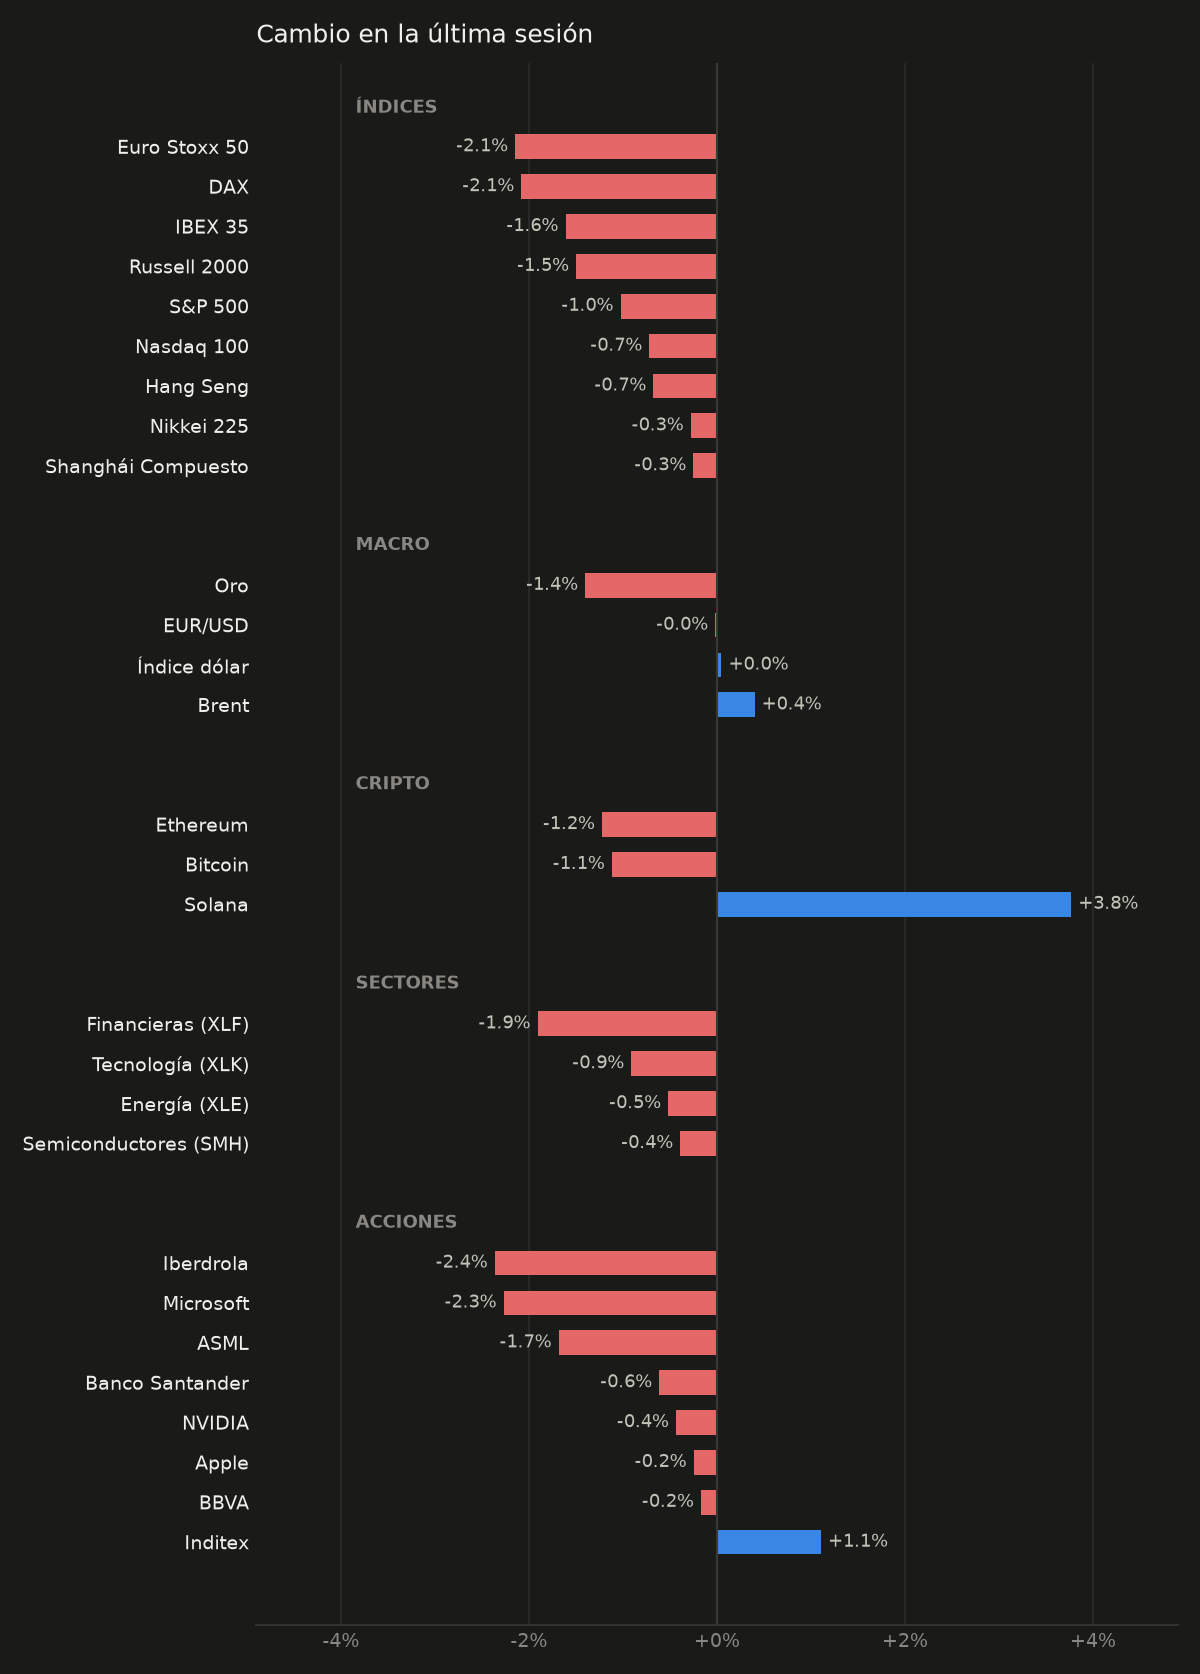 Cambio en la última sesión
ÍNDICES
Euro Stoxx 50 -2.1%
DAX -2.1%
IBEX 35 -1.6%
Russell 2000 -1.5%
S&P 500 -1.0%
Nasdaq 100 -0.7%
Hang Seng -0.7%
Nikkei 225 -0.3%
Shanghái Compuesto -0.3%
MACRO
Oro -1.4%
EUR/USD -0.0%
Índice dólar +0.0%
Brent +0.4%
CRIPTO
Ethereum -1.2%
Bitcoin -1.1%
Solana +3.8%
SECTORES
Financieras (XLF) -1.9%
Tecnología (XLK) -0.9%
Energía (XLE) -0.5%
Semiconductores (SMH) -0.4%
ACCIONES
Iberdrola -2.4%
Microsoft -2.3%
ASML -1.7%
Banco Santander -0.6%
NVIDIA -0.4%
Apple -0.2%
BBVA -0.2%
Inditex +1.1%
-4% -2% +0% +2% +4%